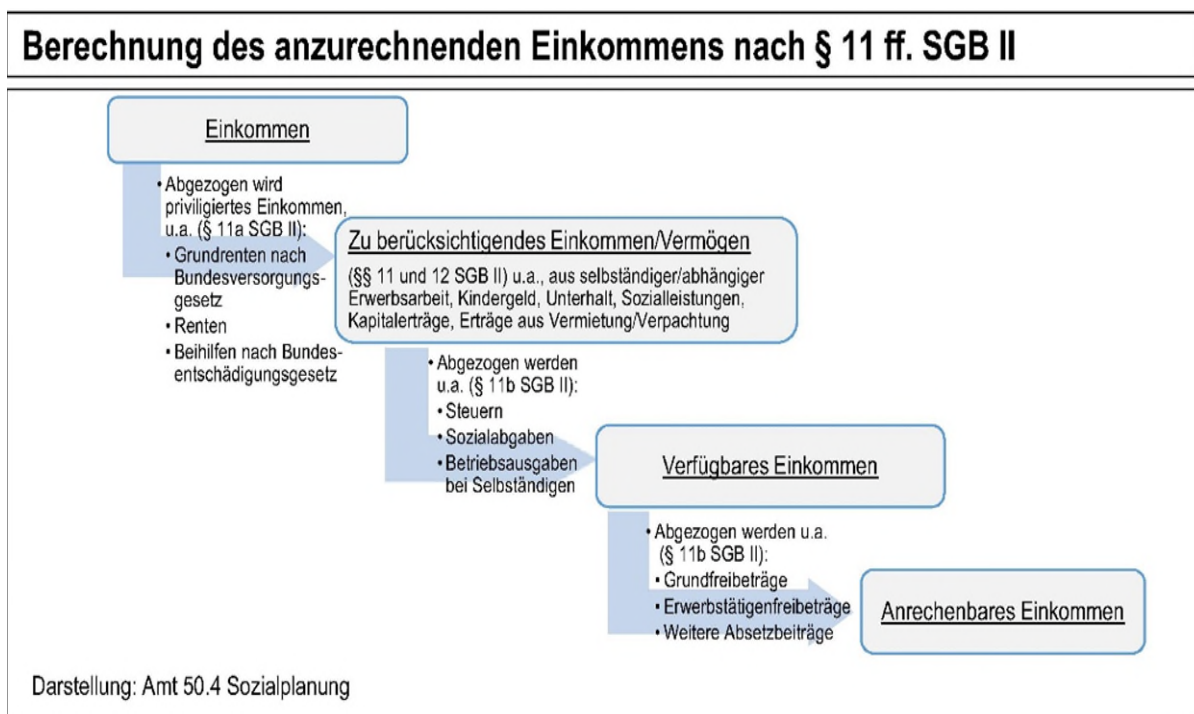 Berechnung des anzurechnenden Einkommens nach § 11 ff. SGB II
Einkommen
• Abgezogen wird
priviligiertes Einkommen,
u.a. (§ 11a SGB II):
• Grundrenten nach
Bundesversorgungs-
gesetz
• Renten
• Beihilfen nach Bundes-
entschädigungsgesetz
Zu berücksichtigendes Einkommen/Vermögen
(§§ 11 und 12 SGB II) u.a., aus selbständiger/abhängiger
Erwerbsarbeit, Kindergeld, Unterhalt, Sozialleistungen,
Kapitalerträge, Erträge aus Vermietung/Verpachtung
• Abgezogen werden
u.a. (§ 11b SGB II):
• Steuern
• Sozialabgaben
• Betriebsausgaben
bei Selbständigen
Verfügbares Einkommen
• Abgezogen werden u.a.
(§ 11b SGB II):
• Grundfreibeträge
• Erwerbstätigenfreibeträge
• Weitere Absetzbeiträge
Anrechenbares Einkommen
Darstellung: Amt 50.4 Sozialplanung